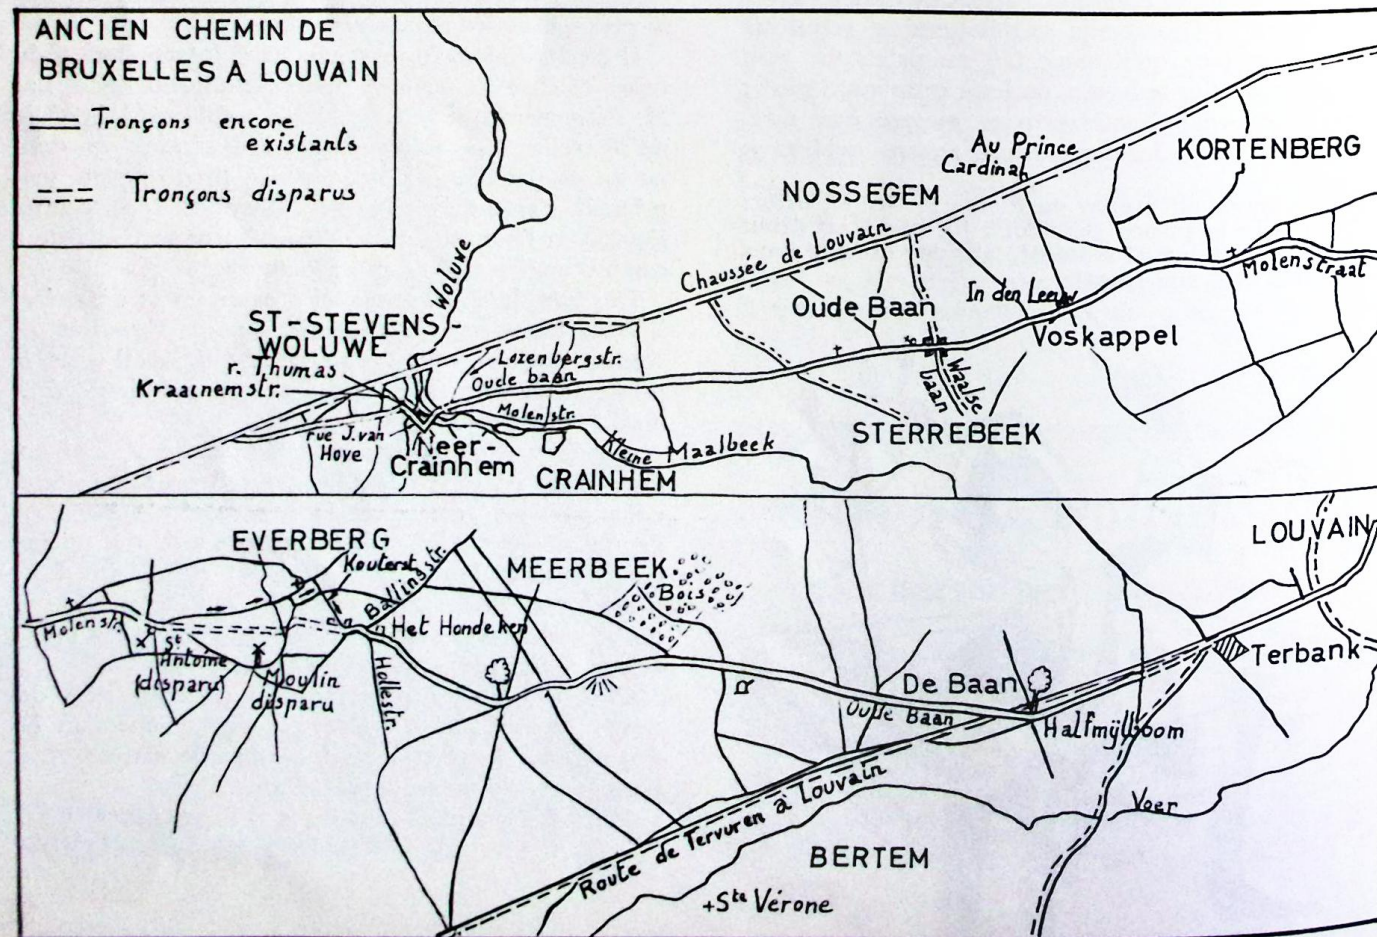 ANCIEN CHEMIN DE
BRUXELLES A LOUVAIN
Tronçons encore
existants
Tronçons disparus
Woluwe
ST-STEVENS-
WOLUWE
r. Thomas
Kraainemstr.
rue J. van
Hove
Neer-
Crainhem
Lozenbergstr.
Oude baan
Molenstr.
CRAINHEM
Kleine Maalbeek
Chaussée de Louvain
NOSSEGEM
Au Prince
Cardinal
KORTENBERG
Oude Baan
In den Leeuw
Molenstraat
Voskappel
Waalse
baan
STERREBEEK
EVERBERG
Kouterstr.
Ballingstr.
MEERBEEK
Bois
LOUVAIN
Molenstr.
St
Antoine
(disparu)
Moulin
disparu
Het Hondeken
Hollestr.
R
De Baan
Oude Baan
Terbank
Halfmijlboom
Voer
Route de Tervuren à Louvain
BERTEM
+Ste Vérone